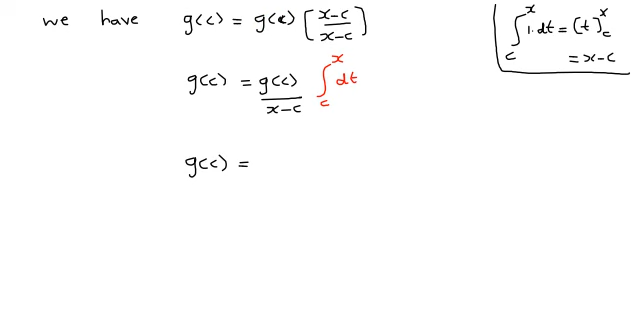 we have g(c) = g(c) [x-c/x-c]
g(c) = g(c)/x-c ∫_c^x dt
g(c) =
∫_c^x 1·dt = (t)_c^x
= x-c